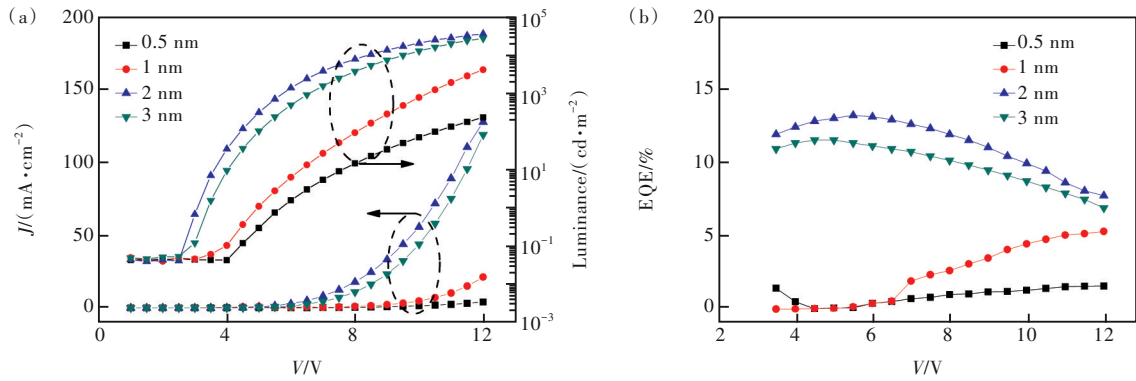 (a)
200
150
100
50
0
J/(mA·cm⁻²)
0.5 nm
1 nm
2 nm
3 nm
10⁵
10³
10¹
10⁻¹
10⁻³
Luminance/(cd·m⁻²)
0 4 8 12
V/V
(b)
20
15
10
5
0
EQE/%
0.5 nm
1 nm
2 nm
3 nm
2 4 6 8 10 12
V/V